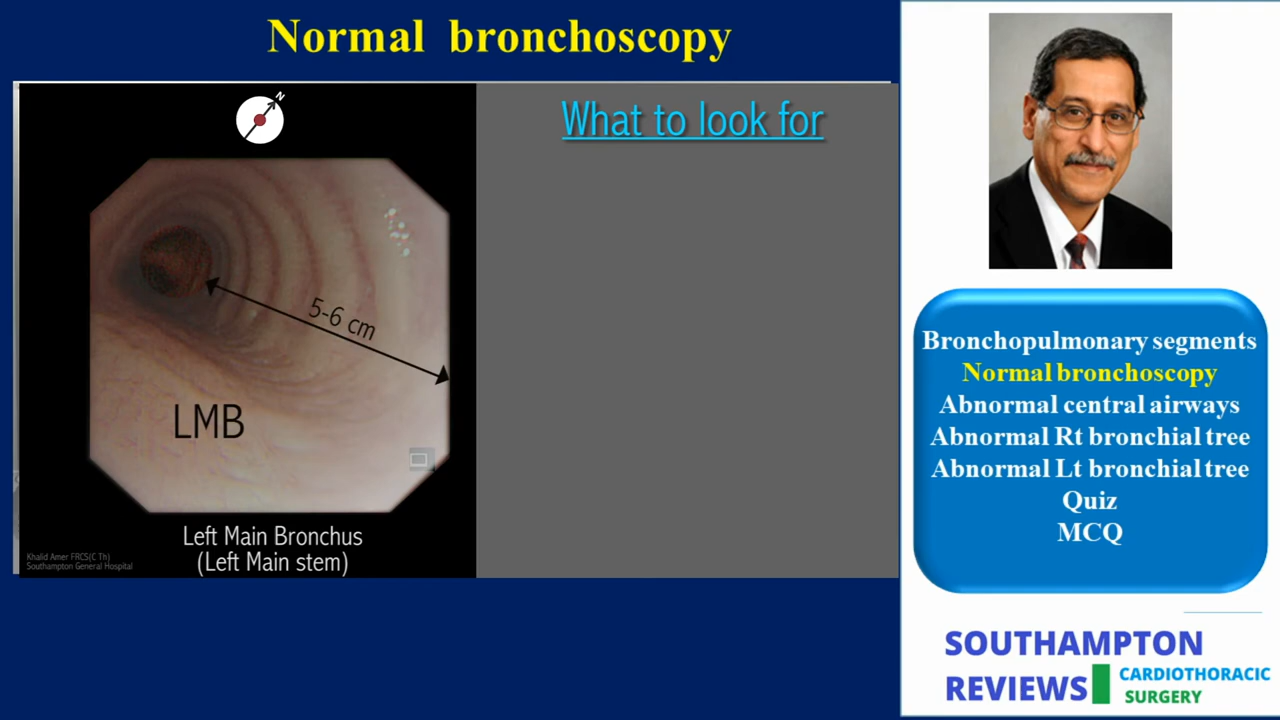 Normal bronchoscopy
N
What to look for
5-6 cm
LMB
Left Main Bronchus
(Left Main stem)
Khalid Amer FRCS(C Th)
Southampton General Hospital
Bronchopulmonary segments
Normal bronchoscopy
Abnormal central airways
Abnormal Rt bronchial tree
Abnormal Lt bronchial tree
Quiz
MCQ
SOUTHAMPTON
REVIEWS
CARDIOTHORACIC
SURGERY